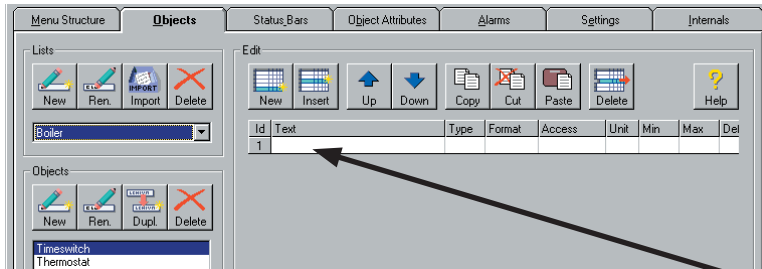 Menu Structure Objects Status Bars Object Attributes Alarms Settings Internals
Lists
New Ren. Import Delete
Boiler
Edit
New Insert Up Down Copy Cut Paste Delete Help
Id Text Type Format Access Unit Min Max Del
1
Objects
New Ren. Dupl. Delete
Timeswitch
Thermostat